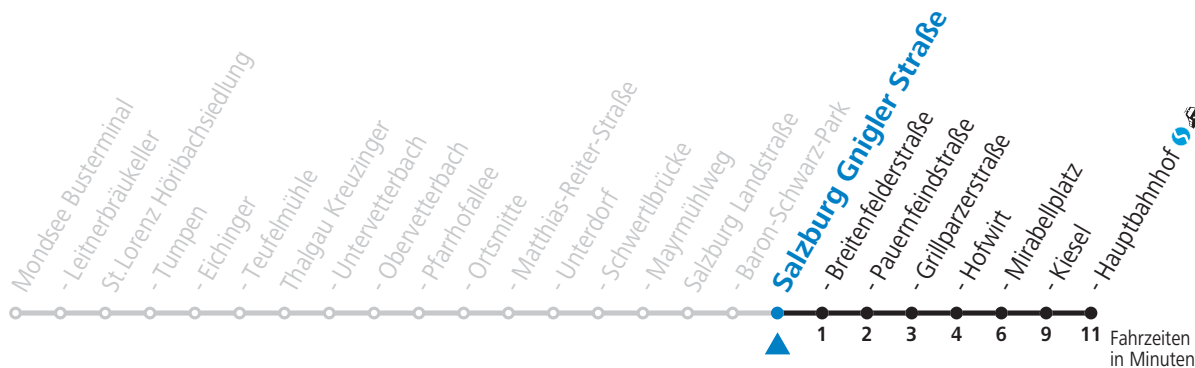 Mondsee Busterminal
- Leitnerbräukeller
St.Lorenz Höribachsiedlung
- Tumpen
- Eichinger
- Teufelmühle
Thalgau Kreuzinger
- Untervetterbach
- Obervetterbach
- Pfarrhofallee
- Ortsmitte
- Matthias-Reiter-Straße
- Unterdorf
- Schwertlbrücke
- Mayrmühlweg
Salzburg Landstraße
- Baron-Schwarz-Park
Salzburg Gnigler Straße
- Breitenfelderstraße
- Pauernfeindstraße
- Grillparzerstraße
- Hofwirt
- Mirabellplatz
- Kiesel
- Hauptbahnhof
1 2 3 4 6 9 11 Fahrzeiten
in Minuten